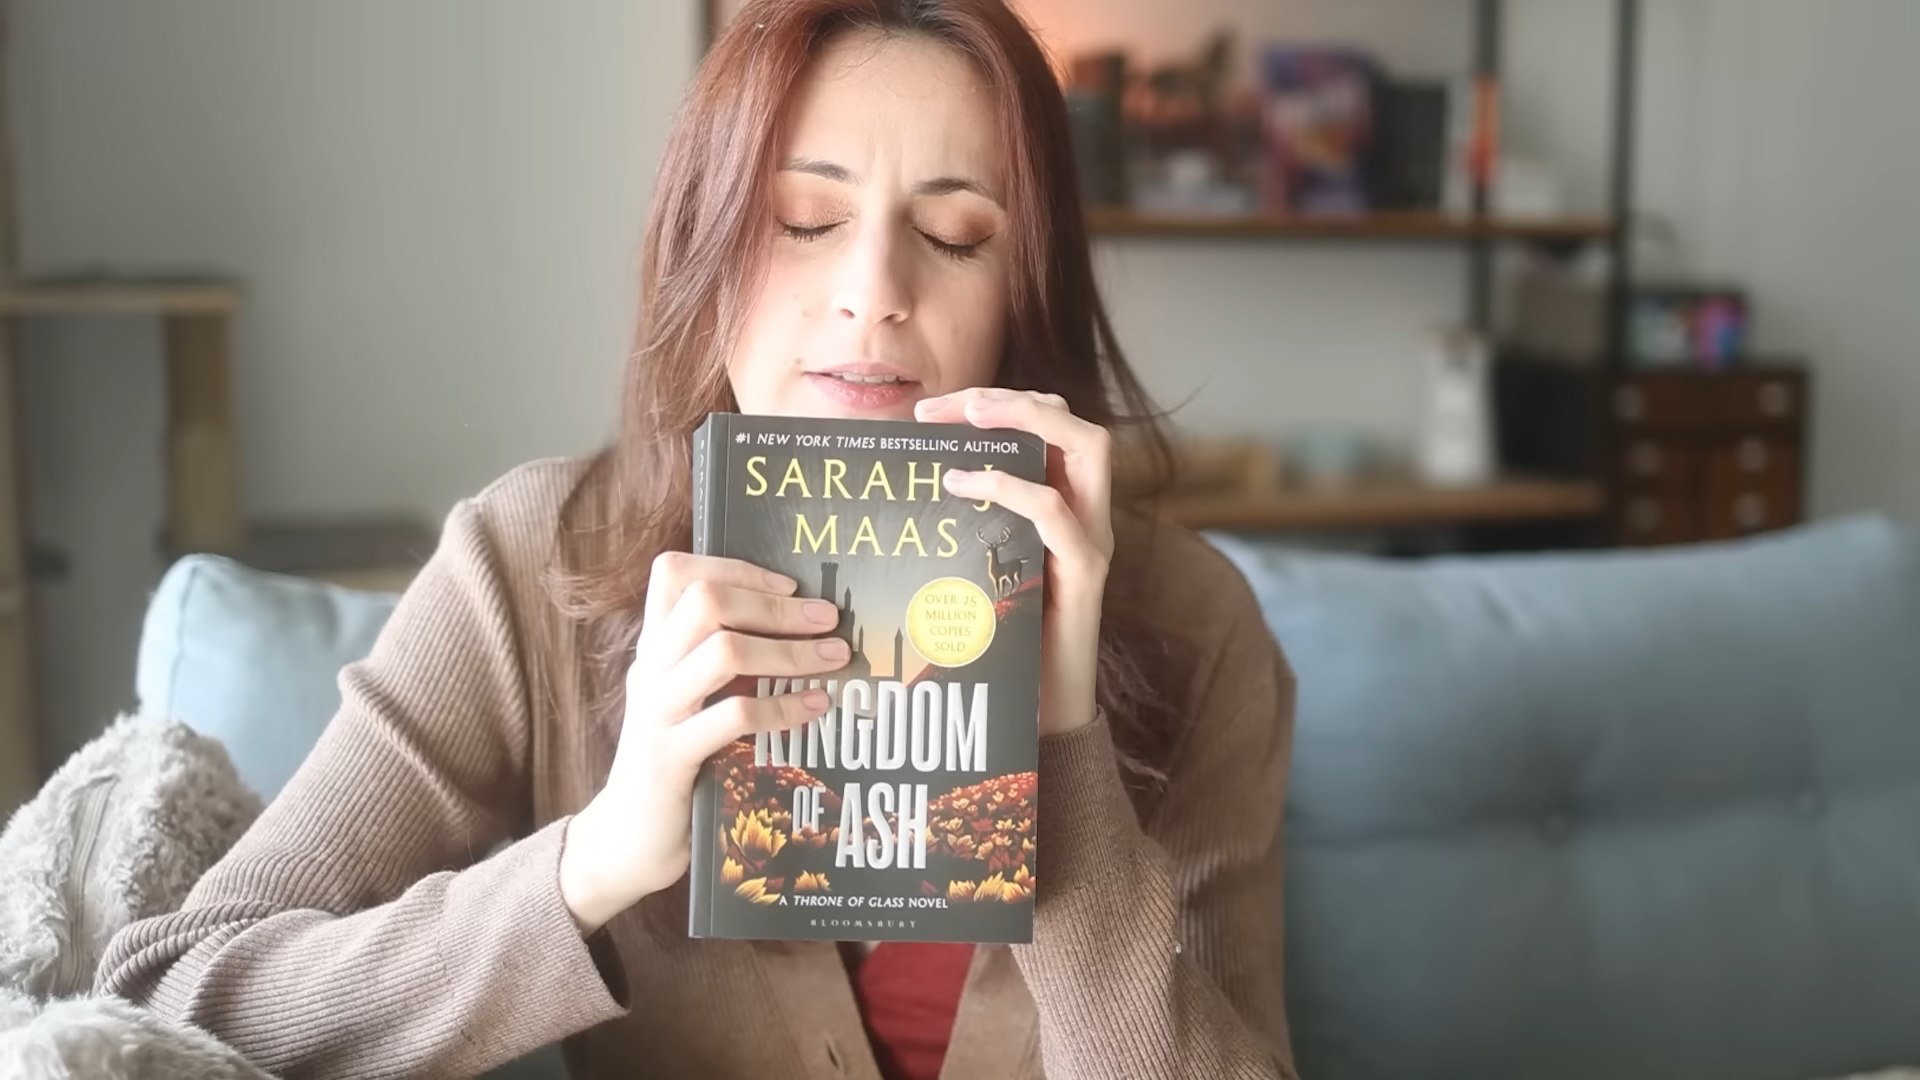 #1 NEW YORK TIMES BESTSELLING AUTHOR
SARAH J
MAAS
OVER 25
MILLION
COPIES
SOLD
KINGDOM
OF ASH
A THRONE OF GLASS NOVEL
BLOOMSBURY